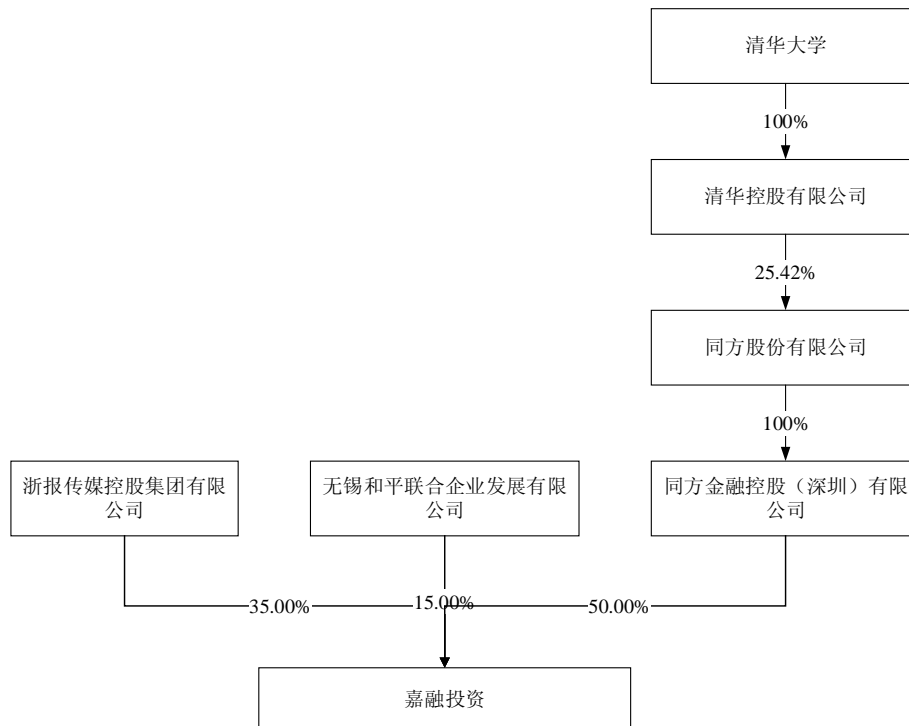 清华大学
100%
清华控股有限公司
25.42%
同方股份有限公司
100%
浙报传媒控股集团有限
公司
无锡和平联合企业发展有限
公司
同方金融控股（深圳）有限
公司
35.00%
15.00%
50.00%
嘉融投资